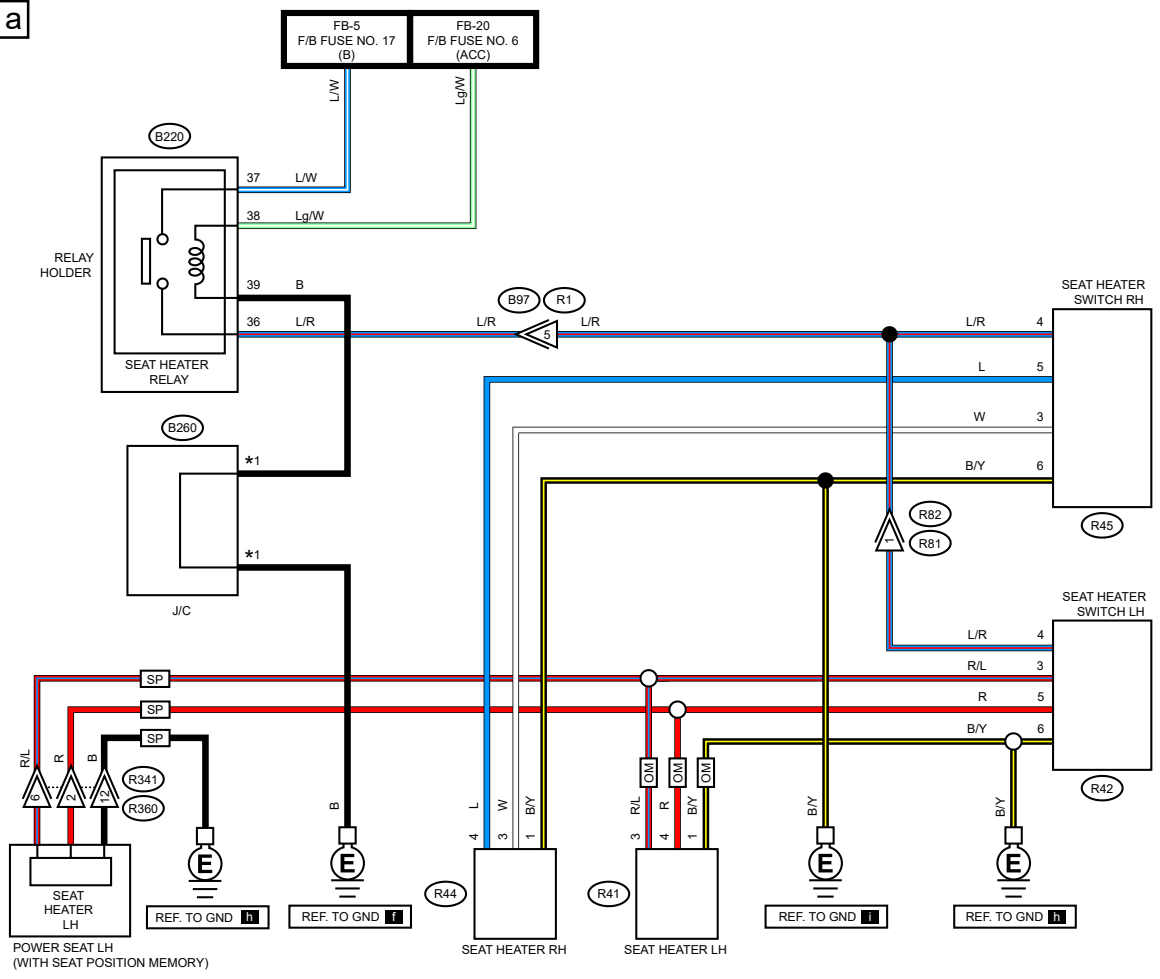 a
FB-5
F/B FUSE NO. 17
(B)
FB-20
F/B FUSE NO. 6
(ACC)
L/W
Lg/W
B220
37 L/W
38 Lg/W
RELAY
HOLDER
39 B
36 L/R
L/R
B97
R1
5
L/R
L/R 4
SEAT HEATER
SWITCH RH
SEAT HEATER
RELAY
L 5
W 3
B/Y 6
R45
B260
*1
*1
J/C
R82
R81
1
SEAT HEATER
SWITCH LH
L/R 4
R/L 3
R 5
B/Y 6
R42
SP
SP
SP
R/L
R
B
6
2
12
R341
R360
OM
OM
OM
B
L
W
B/Y
R/L
R
B/Y
B/Y
B/Y
4
3
1
3
4
1
E
E
E
E
SEAT
HEATER
LH
R44
R41
REF. TO GND h
REF. TO GND f
REF. TO GND i
REF. TO GND h
POWER SEAT LH
(WITH SEAT POSITION MEMORY)
SEAT HEATER RH
SEAT HEATER LH